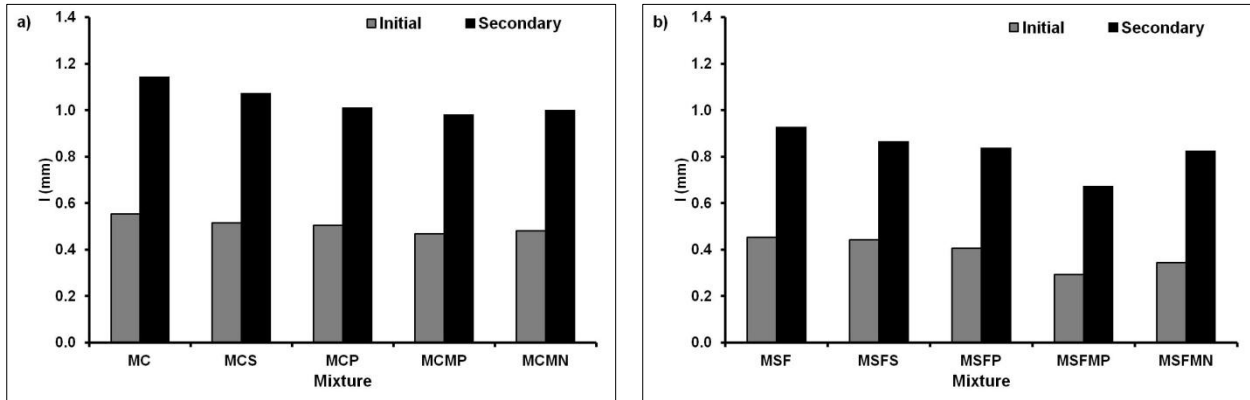 a)
Initial Secondary
I (mm)
1.4
1.2
1.0
0.8
0.6
0.4
0.2
0.0
MC MCS MCP MCMP MCMN
Mixture
b)
Initial Secondary
I (mm)
1.4
1.2
1.0
0.8
0.6
0.4
0.2
0.0
MSF MSFS MSFP MSFMP MSFMN
Mixture